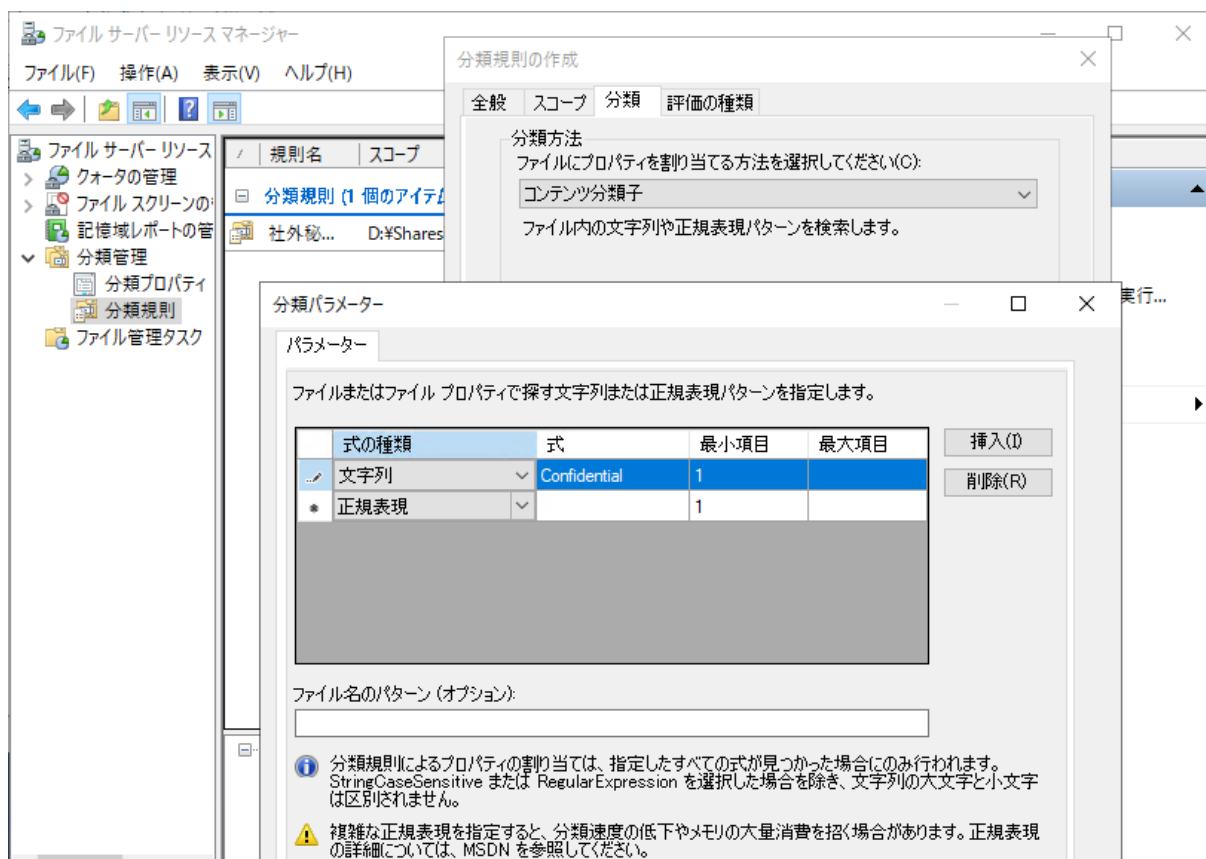 ファイル サーバー リソース マネージャー
ファイル(F) 操作(A) 表示(V) ヘルプ(H)
ファイル サーバー リソース
クォータの管理
ファイル スクリーンの
記憶域レポートの管
分類管理
分類プロパティ
分類規則
ファイル管理タスク
規則名 スコープ
分類規則 (1 個のアイテム
社外秘... D:¥Shares
実行...
分類規則の作成
全般 スコープ 分類 評価の種類
分類方法
ファイルにプロパティを割り当てる方法を選択してください(C):
コンテンツ分類子
ファイル内の文字列や正規表現パターンを検索します。
分類パラメーター
パラメーター
ファイルまたはファイル プロパティで探す文字列または正規表現パターンを指定します。
式の種類 式 最小項目 最大項目
文字列 Confidential 1
正規表現 1
挿入(I)
削除(R)
ファイル名のパターン (オプション):
分類規則によるプロパティの割り当ては、指定したすべての式が見つかった場合にのみ行われます。
StringCaseSensitive または RegularExpression を選択した場合を除き、文字列の大文字と小文字
は区別されません。
複雑な正規表現を指定すると、分類速度の低下やメモリの大量消費を招く場合があります。正規表現
の詳細については、MSDN を参照してください。